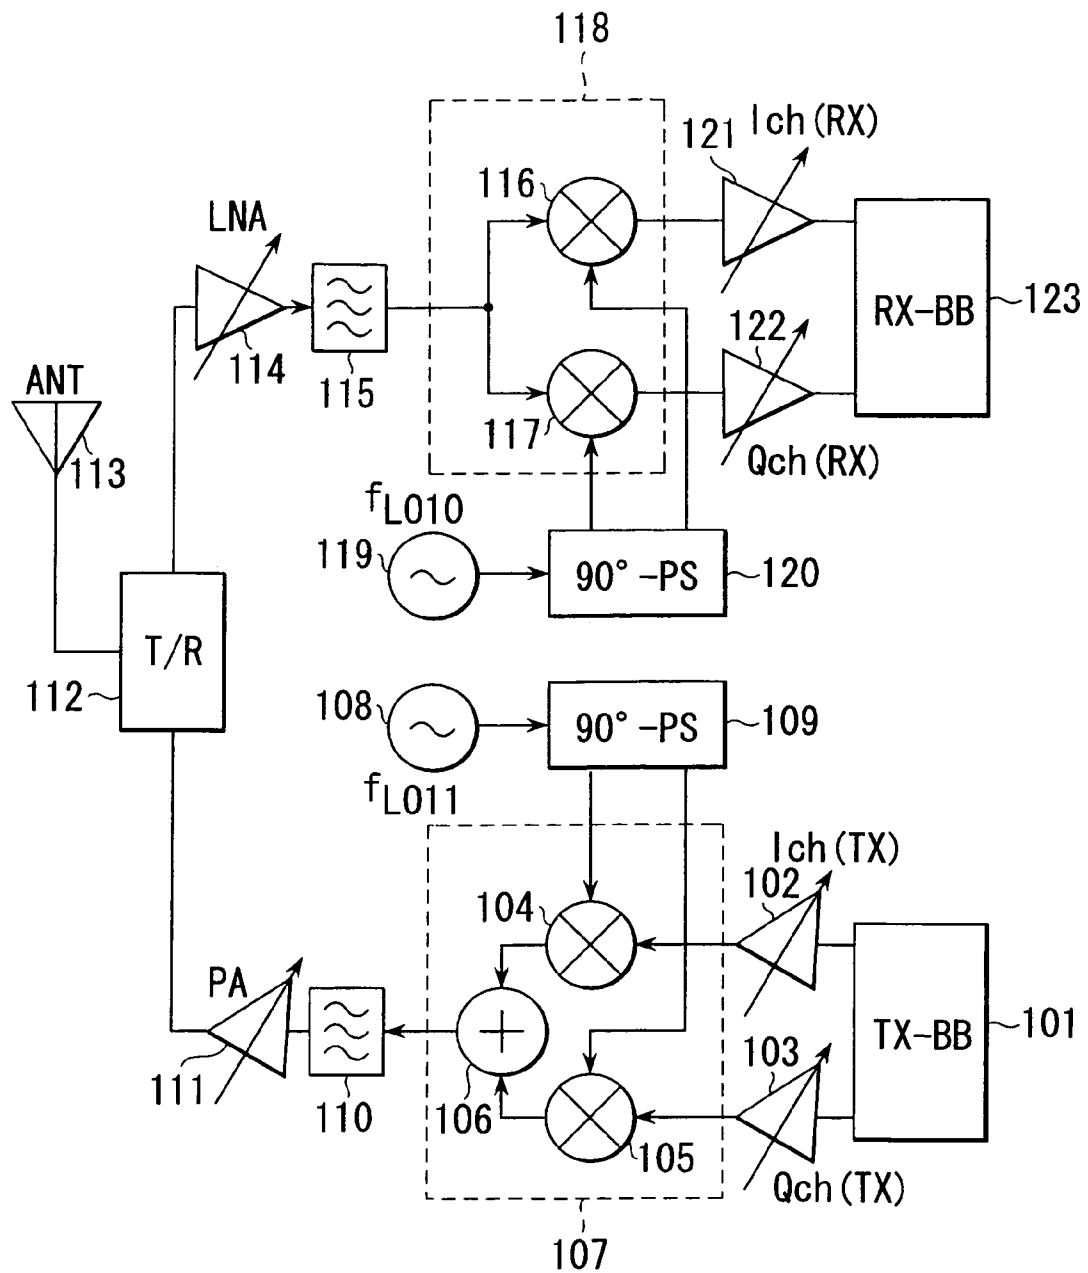 118
Ich (RX)
121
116
LNA
RX-BB
123
114
115
122
ANT
117
Qch (RX)
113
fLO10
119
90° -PS
120
T/R
112
108
90° -PS
109
fLO11
Ich (TX)
102
104
PA
TX-BB
101
103
111
110
106
105
Qch (TX)
107